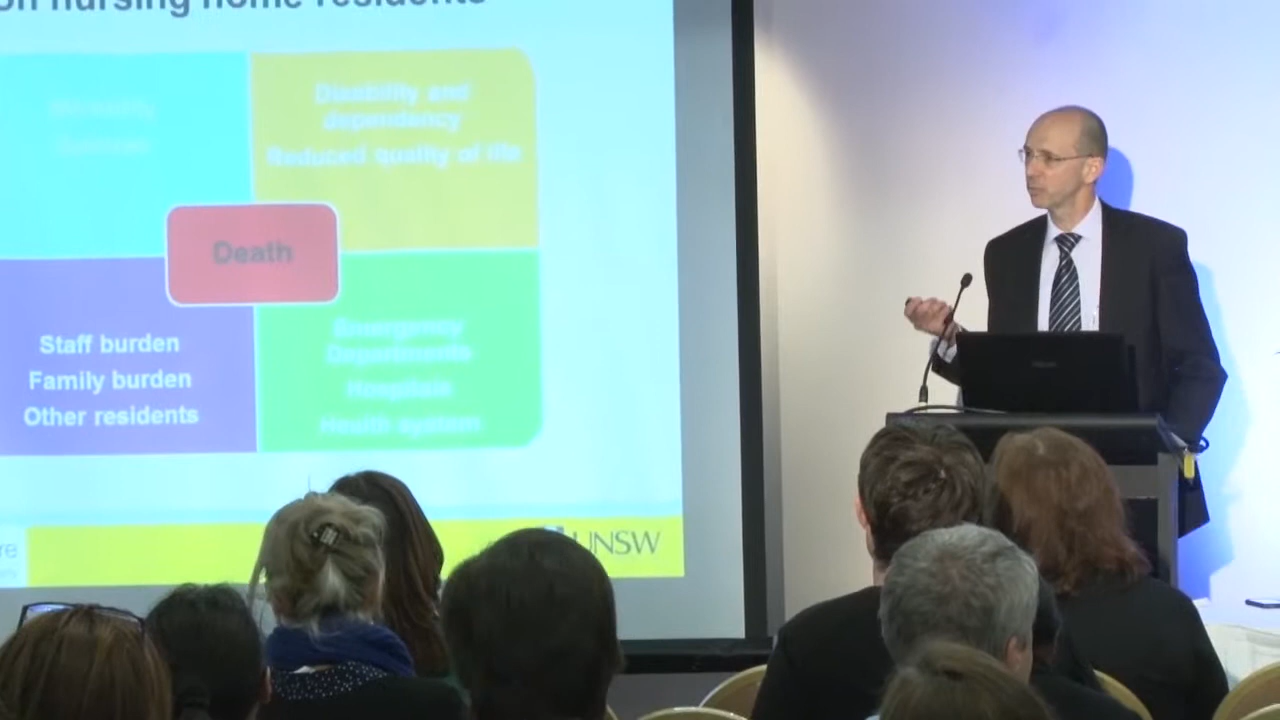 on nursing home residents
Disability and
dependency
Reduced quality of life
Death
Staff burden
Family burden
Other residents
Emergency
Departments
Hospitals
Health system
UNSW